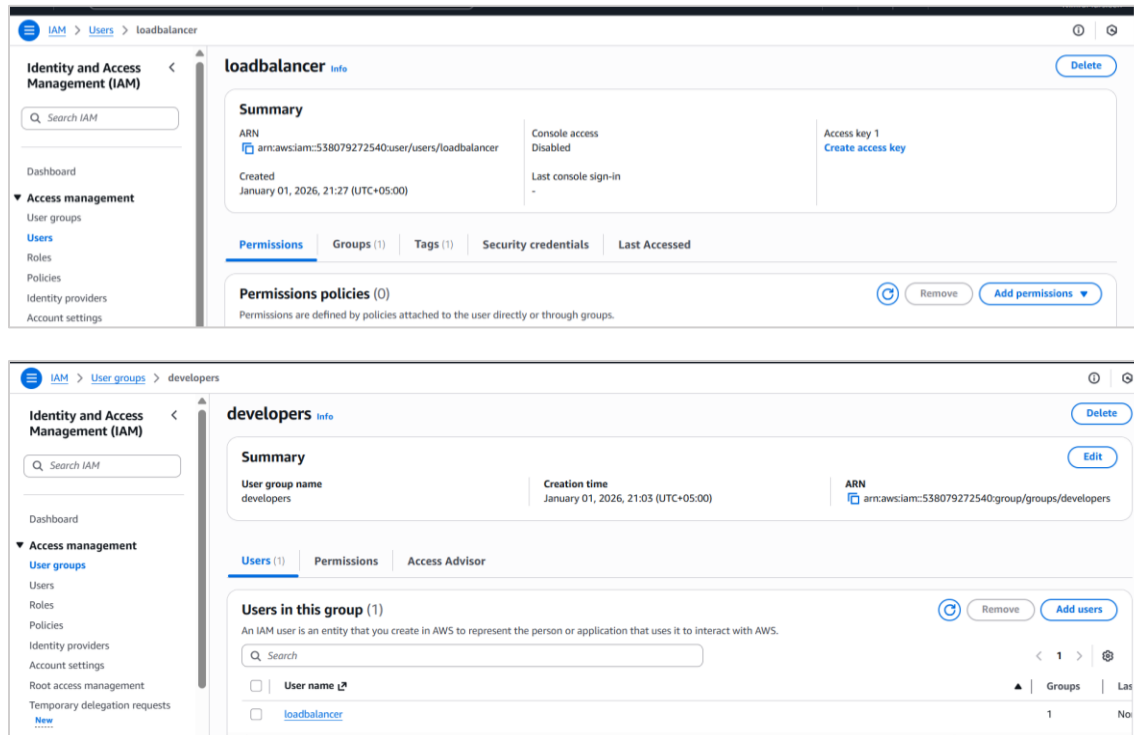 IAM > Users > loadbalancer
Identity and Access Management (IAM)
Search IAM
Dashboard
Access management
User groups
Users
Roles
Policies
Identity providers
Account settings
loadbalancer Info
Delete
Summary
ARN
arn:aws:iam::538079272540:user/users/loadbalancer
Created
January 01, 2026, 21:27 (UTC+05:00)
Console access
Disabled
Last console sign-in
-
Access key 1
Create access key
Permissions Groups (1) Tags (1) Security credentials Last Accessed
Permissions policies (0)
Remove Add permissions
Permissions are defined by policies attached to the user directly or through groups.
IAM > User groups > developers
Identity and Access Management (IAM)
Search IAM
Dashboard
Access management
User groups
Users
Roles
Policies
Identity providers
Account settings
Root access management
Temporary delegation requests
New
developers Info
Delete
Summary
Edit
User group name
developers
Creation time
January 01, 2026, 21:03 (UTC+05:00)
ARN
arn:aws:iam::538079272540:group/groups/developers
Users (1) Permissions Access Advisor
Users in this group (1)
Remove Add users
An IAM user is an entity that you create in AWS to represent the person or application that uses it to interact with AWS.
Search
< 1 >
User name Groups Las
loadbalancer 1 No